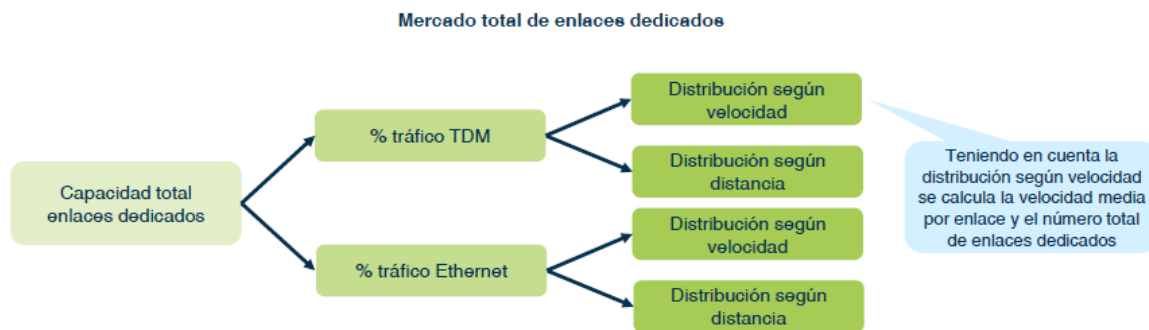 Mercado total de enlaces dedicados
Distribución según
velocidad
% tráfico TDM
Distribución según
distancia
Capacidad total
enlaces dedicados
Distribución según
velocidad
% tráfico Ethernet
Distribución según
distancia
Teniendo en cuenta la
distribución según velocidad
se calcula la velocidad media
por enlace y el número total
de enlaces dedicados